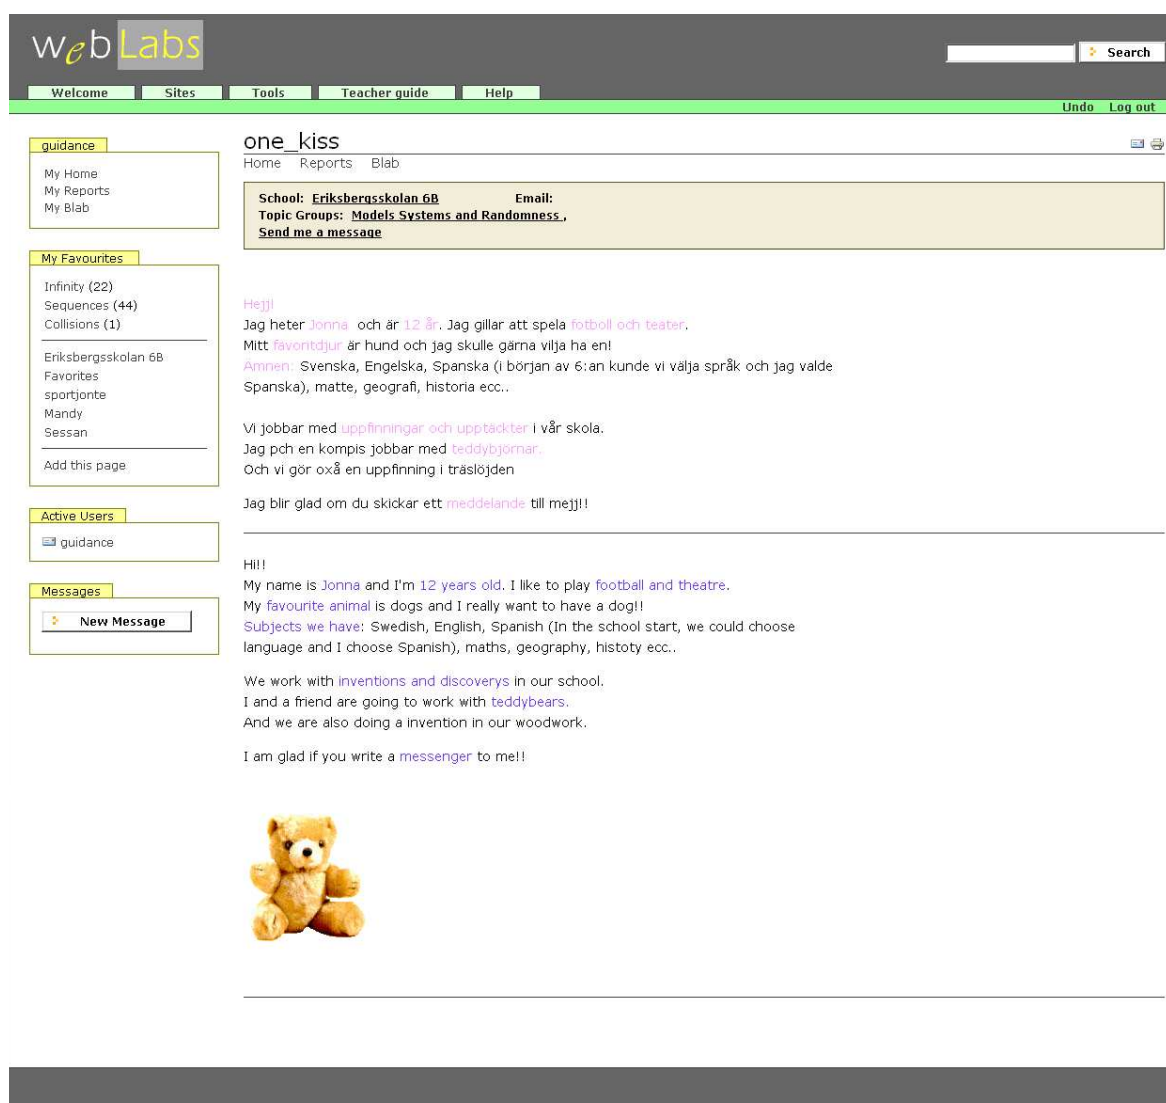 webLabs
Search
Welcome Sites Tools Teacher guide Help
Undo Log out
guidance
My Home
My Reports
My Blab
My Favourites
Infinity (22)
Sequences (44)
Collisions (1)
Eriksbergsskolan 6B
Favorites
sportjonte
Mandy
Sessan
Add this page
Active Users
guidance
Messages
New Message
one_kiss
Home Reports Blab
School: Eriksbergsskolan 6B Email:
Topic Groups: Models Systems and Randomness ,
Send me a message
Hejj!
Jag heter Jonna och är 12 år. Jag gillar att spela fotboll och teater.
Mitt favoritdjur är hund och jag skulle gärna vilja ha en!
Ämnen: Svenska, Engelska, Spanska (i början av 6:an kunde vi välja språk och jag valde
Spanska), matte, geografi, historia ecc..
Vi jobbar med uppfinningar och upptäckter i vår skola.
Jag pch en kompis jobbar med teddybjörnar.
Och vi gör oxå en uppfinning i träslöjden
Jag blir glad om du skickar ett meddelande till mejj!!
Hi!!
My name is Jonna and I'm 12 years old. I like to play football and theatre.
My favourite animal is dogs and I really want to have a dog!!
Subjects we have: Swedish, English, Spanish (In the school start, we could choose
language and I choose Spanish), maths, geography, histoty ecc..
We work with inventions and discoverys in our school.
I and a friend are going to work with teddybears.
And we are also doing a invention in our woodwork.
I am glad if you write a messenger to me!!